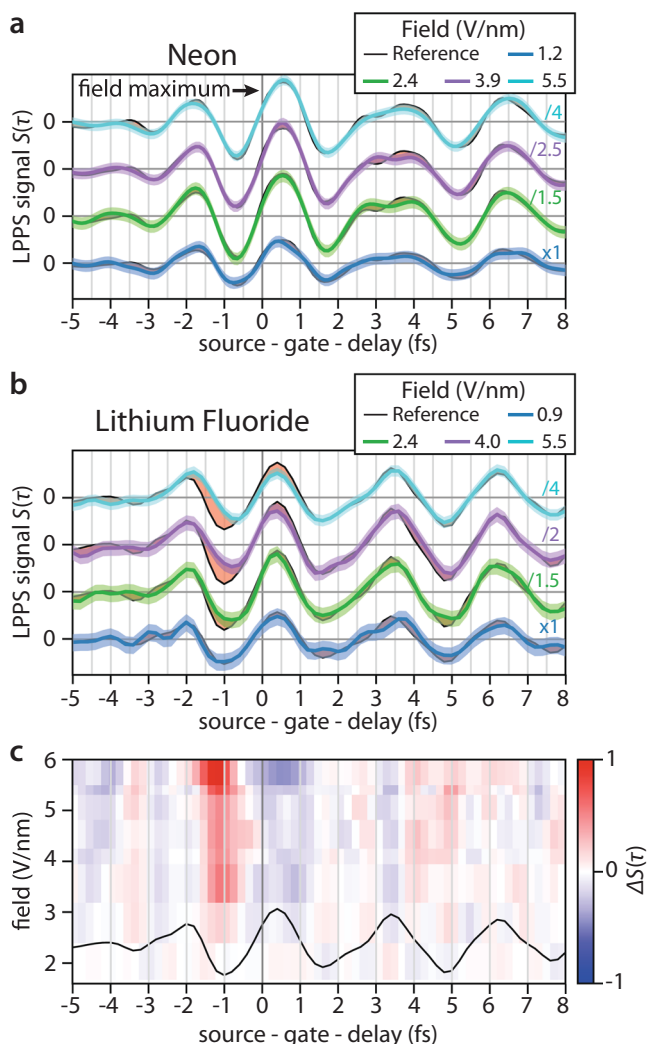 a
Neon
Field (V/nm)
Reference 1.2
2.4 3.9 5.5
field maximum
LPPS signal S(τ)
0
0
0
0
/4
/2.5
/1.5
x1
-5 -4 -3 -2 -1 0 1 2 3 4 5 6 7 8
source - gate - delay (fs)
b
Lithium Fluoride
Field (V/nm)
Reference 0.9
2.4 4.0 5.5
LPPS signal S(τ)
0
0
0
0
/4
/2
/1.5
x1
-5 -4 -3 -2 -1 0 1 2 3 4 5 6 7 8
source - gate - delay (fs)
c
field (V/nm)
6
5
4
3
2
-5 -4 -3 -2 -1 0 1 2 3 4 5 6 7 8
source - gate - delay (fs)
1
0
-1
ΔS(τ)